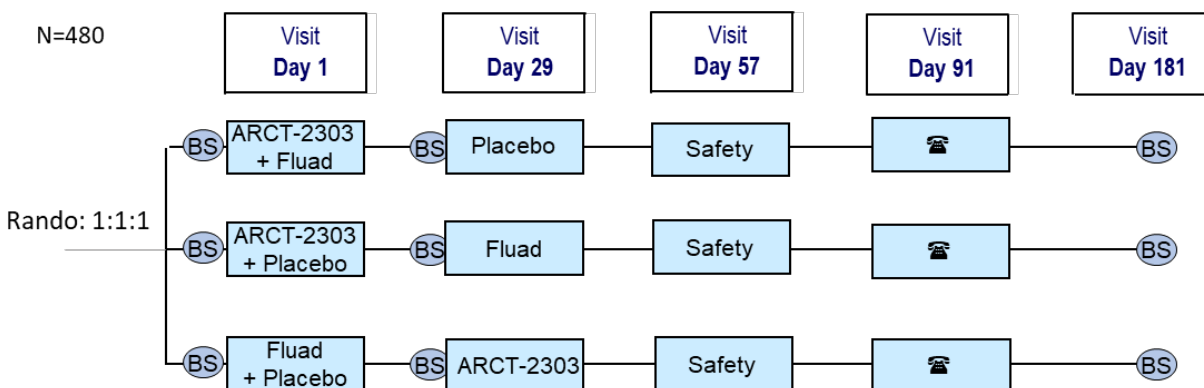 N=480
Visit
Day 1
Visit
Day 29
Visit
Day 57
Visit
Day 91
Visit
Day 181
Rando: 1:1:1
BS
ARCT-2303
+ Fluad
BS
Placebo
Safety
BS
BS
ARCT-2303
+ Placebo
BS
Fluad
Safety
BS
BS
Fluad
+ Placebo
BS
ARCT-2303
Safety
BS